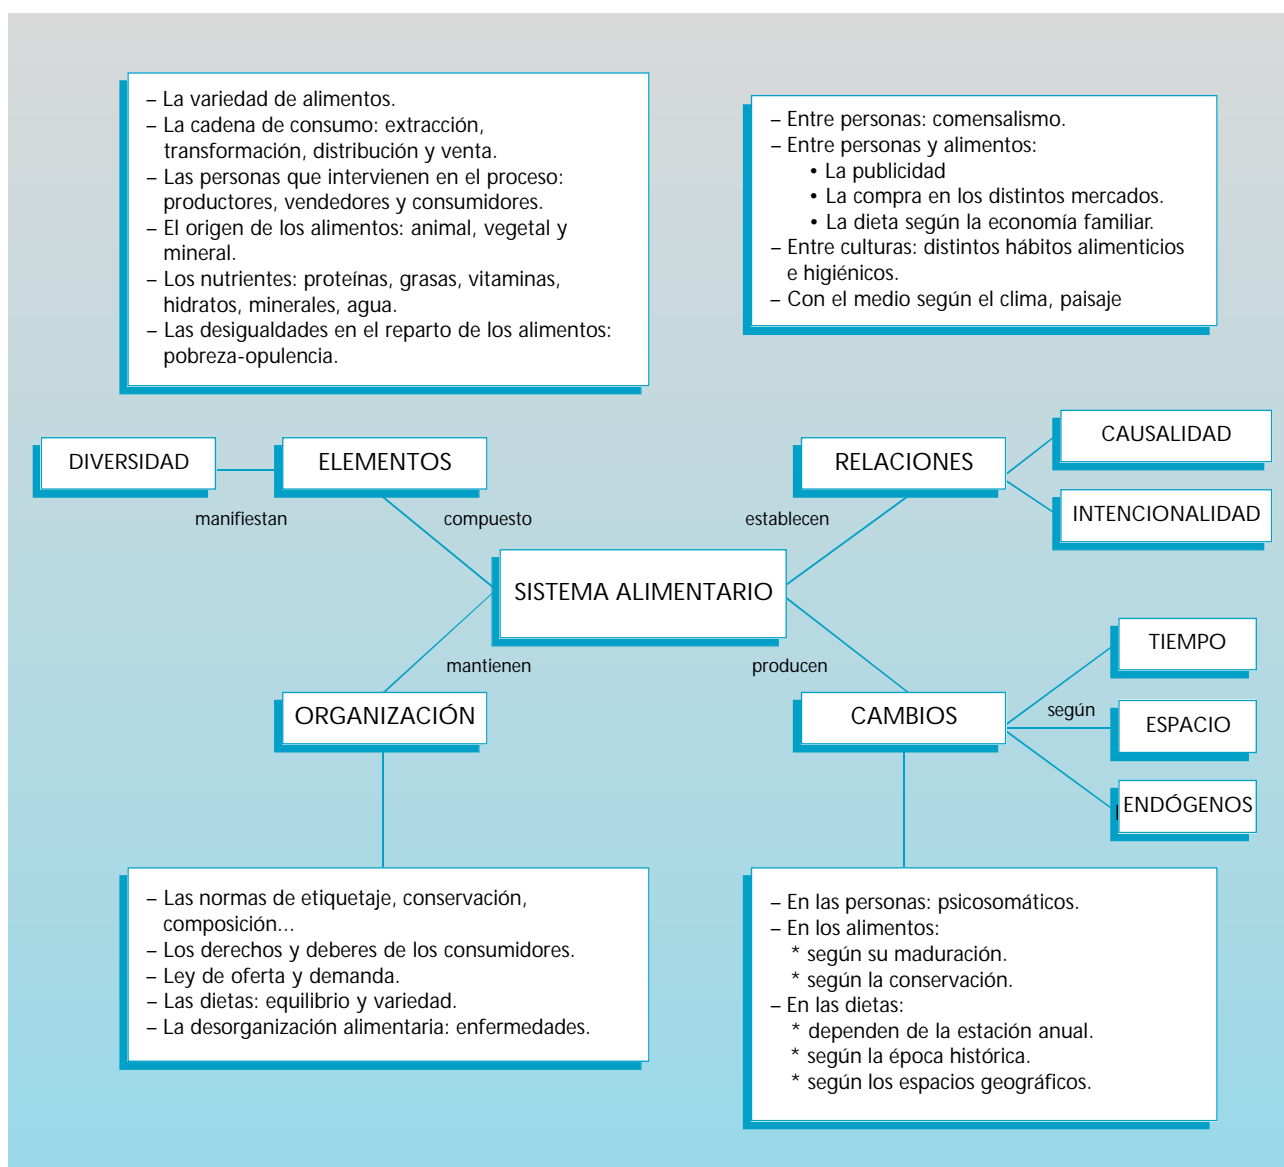 – La variedad de alimentos.
– La cadena de consumo: extracción,
transformación, distribución y venta.
– Las personas que intervienen en el proceso:
productores, vendedores y consumidores.
– El origen de los alimentos: animal, vegetal y
mineral.
– Los nutrientes: proteínas, grasas, vitaminas,
hidratos, minerales, agua.
– Las desigualdades en el reparto de los alimentos:
pobreza-opulencia.
– Entre personas: comensalismo.
– Entre personas y alimentos:
• La publicidad
• La compra en los distintos mercados.
• La dieta según la economía familiar.
– Entre culturas: distintos hábitos alimenticios
e higiénicos.
– Con el medio según el clima, paisaje
DIVERSIDAD
ELEMENTOS
RELACIONES
CAUSALIDAD
INTENCIONALIDAD
manifiestan
compuesto
establecen
SISTEMA ALIMENTARIO
mantienen
producen
ORGANIZACIÓN
CAMBIOS
según
TIEMPO
ESPACIO
ENDÓGENOS
– Las normas de etiquetaje, conservación,
composición...
– Los derechos y deberes de los consumidores.
– Ley de oferta y demanda.
– Las dietas: equilibrio y variedad.
– La desorganización alimentaria: enfermedades.
– En las personas: psicosomáticos.
– En los alimentos:
* según su maduración.
* según la conservación.
– En las dietas:
* dependen de la estación anual.
* según la época histórica.
* según los espacios geográficos.